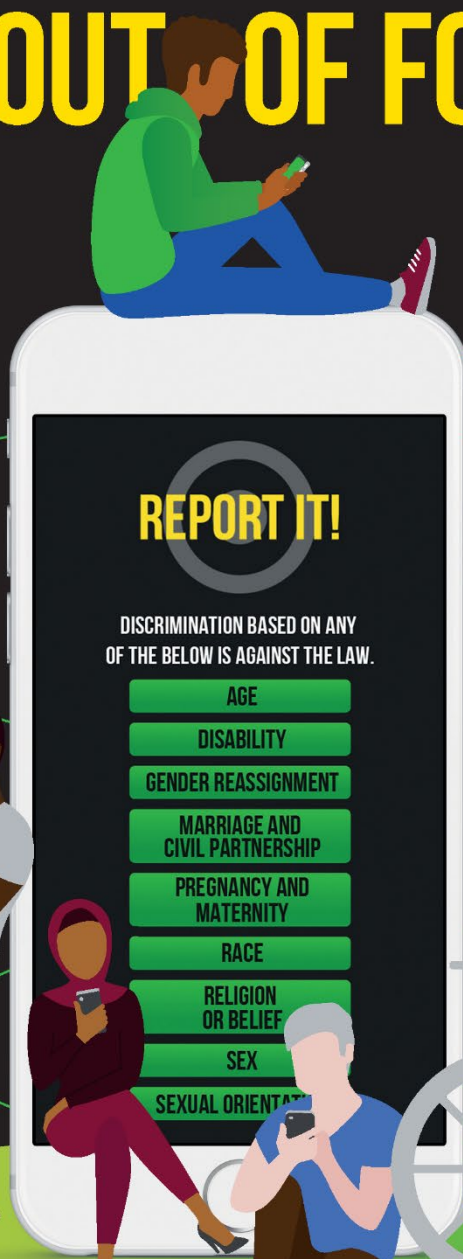 OUT OF FO
REPORT IT!
DISCRIMINATION BASED ON ANY
OF THE BELOW IS AGAINST THE LAW.
AGE
DISABILITY
GENDER REASSIGNMENT
MARRIAGE AND
CIVIL PARTNERSHIP
PREGNANCY AND
MATERNITY
RACE
RELIGION
OR BELIEF
SEX
SEXUAL ORIENTAT